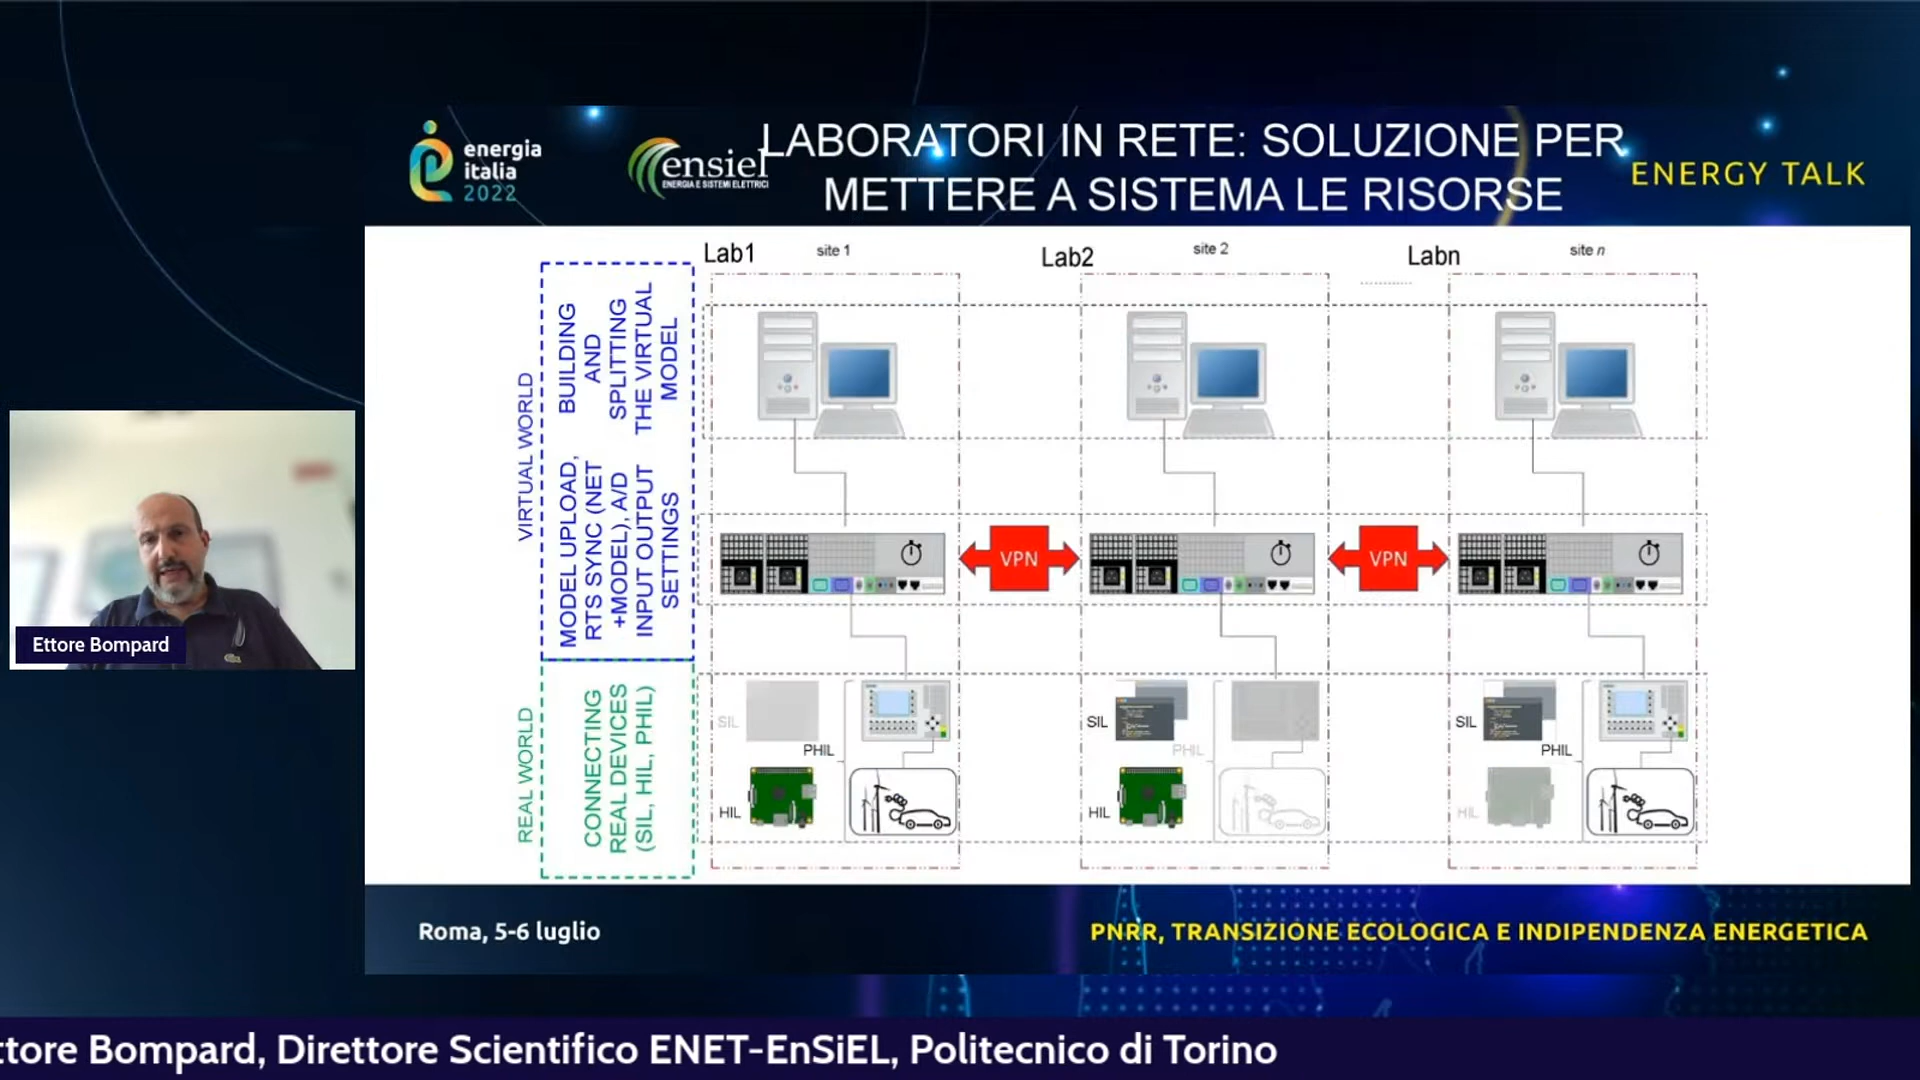 energia
italia
2022
ensiel
ENERGIA E SISTEMI ELETTRICI
LABORATORI IN RETE: SOLUZIONE PER
METTERE A SISTEMA LE RISORSE
ENERGY TALK
Lab1
site 1
Lab2
site 2
Labn
site n
VIRTUAL WORLD
BUILDING
AND
SPLITTING
THE VIRTUAL
MODEL
MODEL UPLOAD,
RTS SYNC (NET
+MODEL), A/D
INPUT OUTPUT
SETTINGS
VPN
VPN
REAL WORLD
CONNECTING
REAL DEVICES
(SIL, HIL, PHIL)
SIL
PHIL
HIL
SIL
PHIL
HIL
SIL
PHIL
HIL
Ettore Bompard
Roma, 5-6 luglio
PNRR, TRANSIZIONE ECOLOGICA E INDIPENDENZA ENERGETICA
ttore Bompard, Direttore Scientifico ENET-EnSiEL, Politecnico di Torino